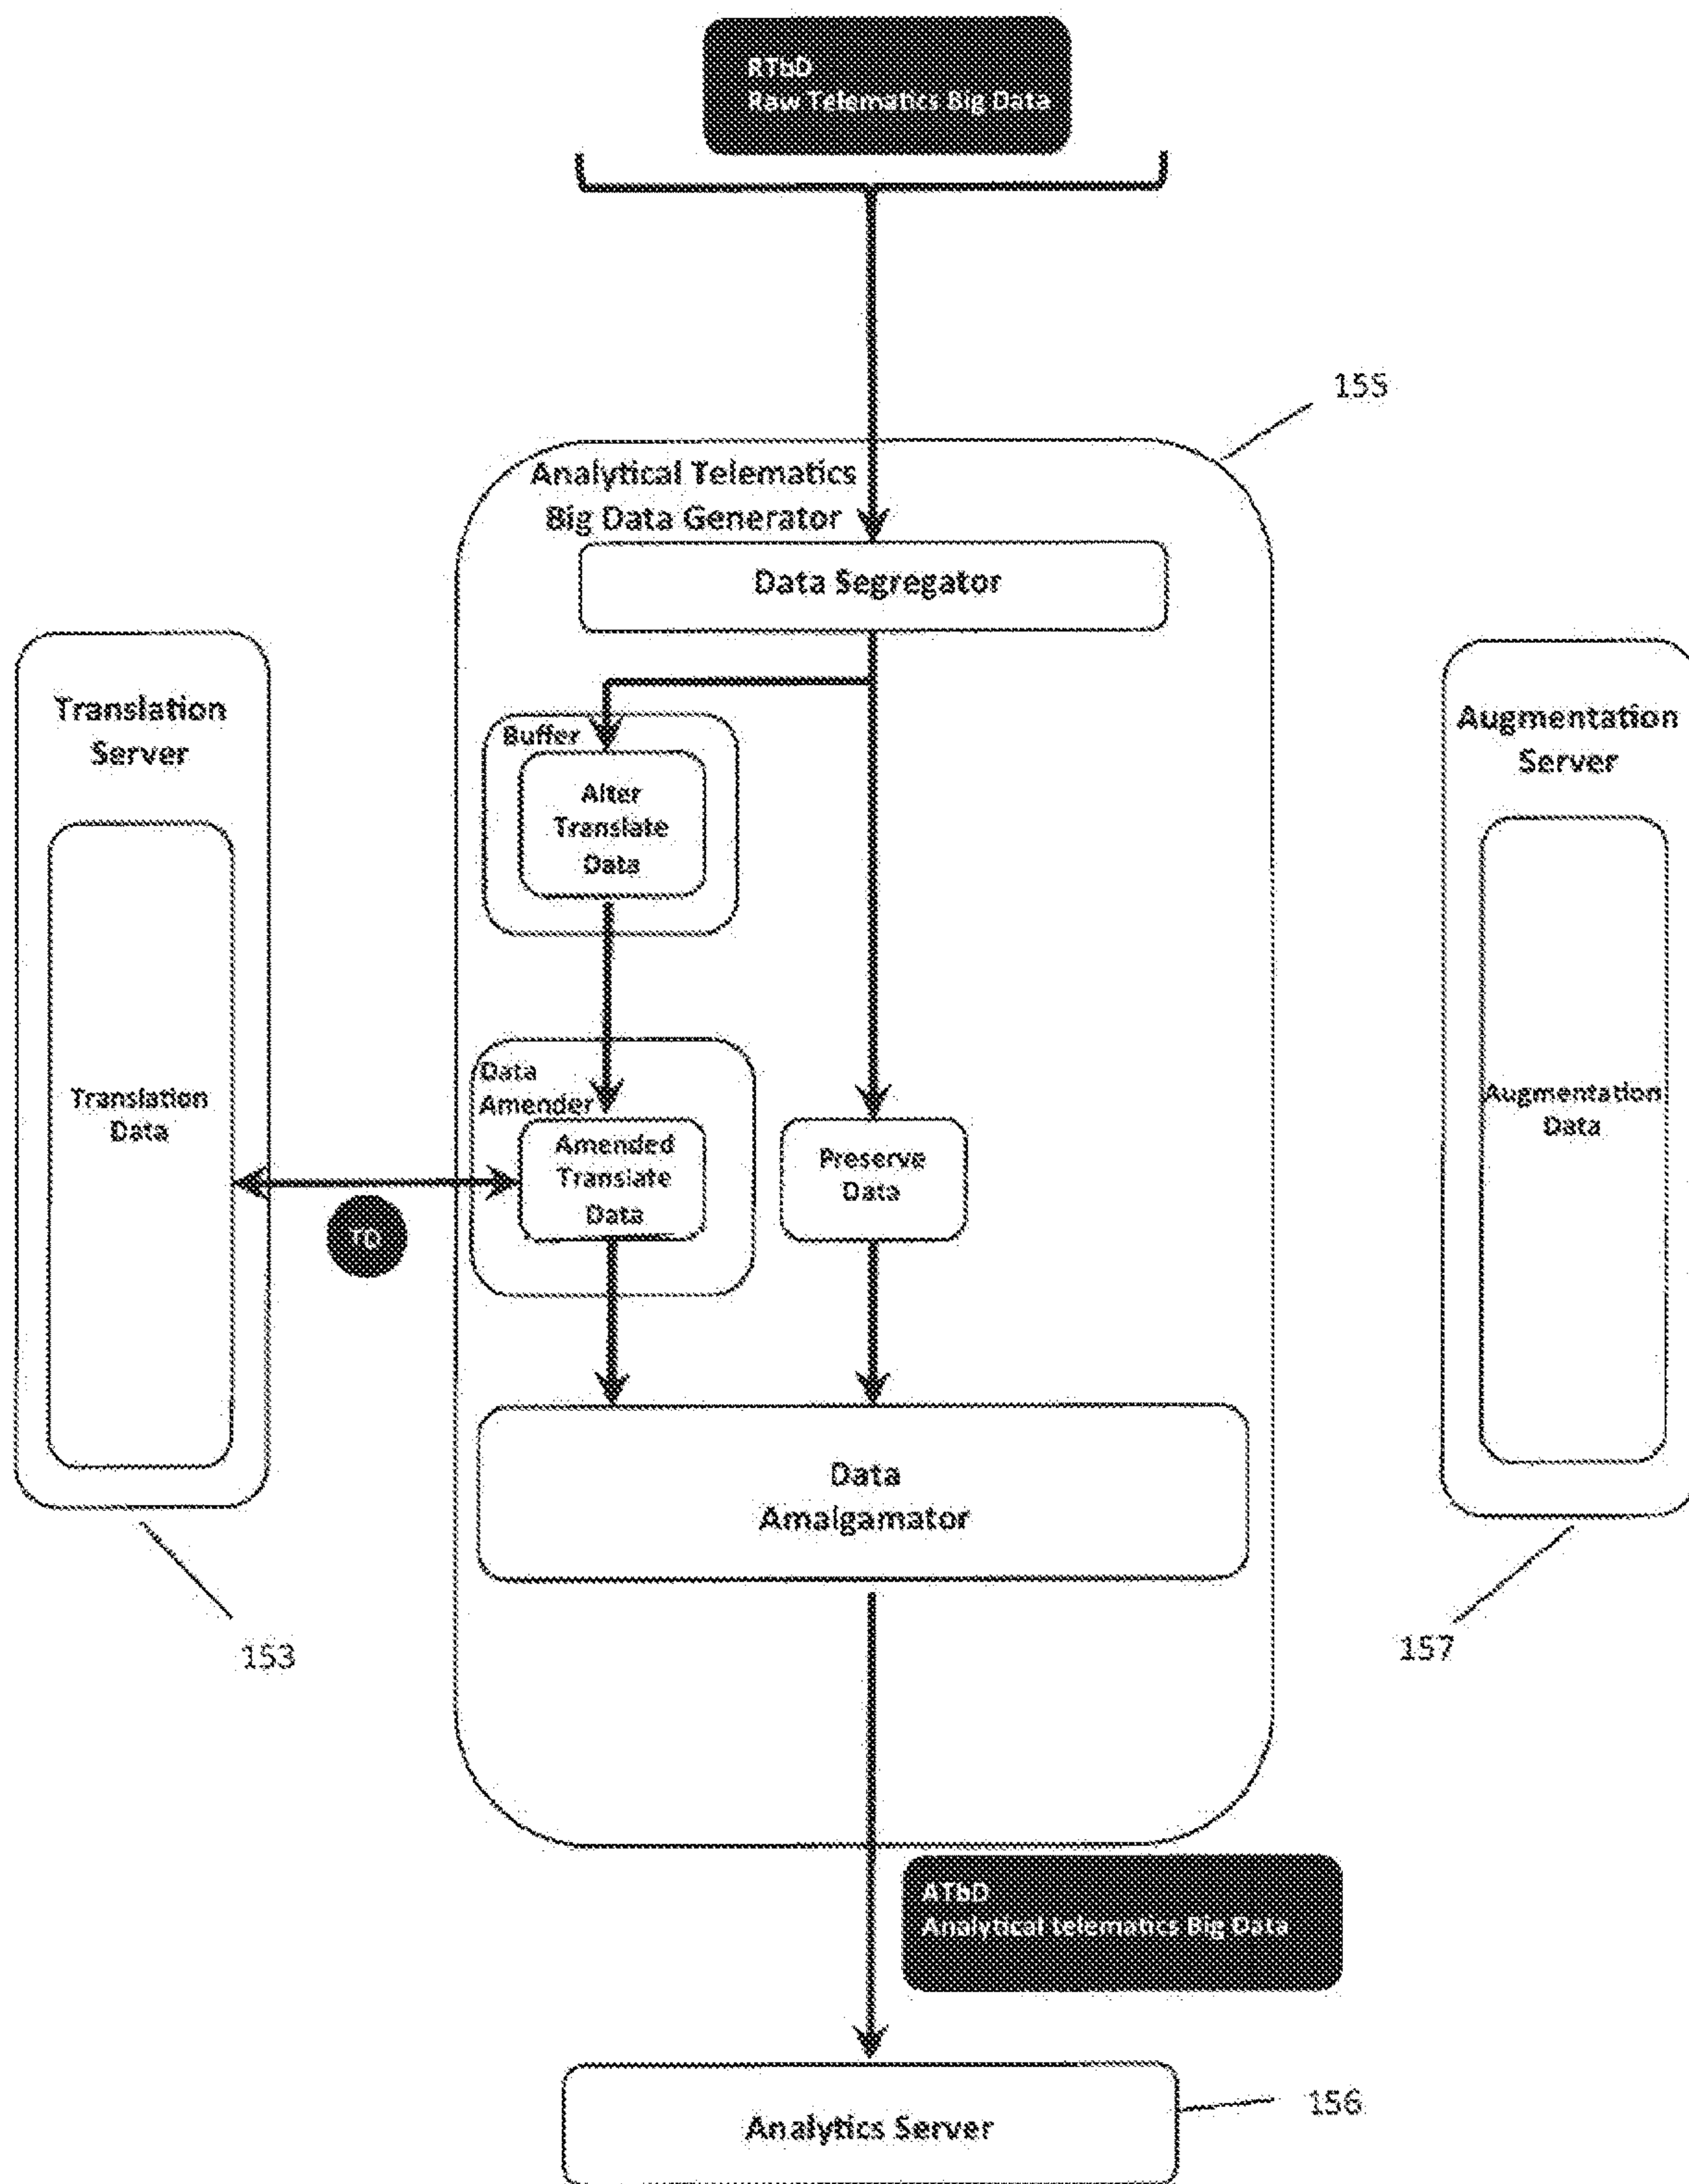 RTbD
Raw Telematics Big Data
155
Analytical Telematics
Big Data Generator
Data Segregator
Translation
Server
Augmentation
Server
Buffer
Alter
Translate
Data
Translation
Data
Data
Amender
Amended
Translate
Data
Preserve
Data
Augmentation
Data
TD
Data
Amalgamator
153
157
ATbD
Analytical telematics Big Data
Analytics Server
156